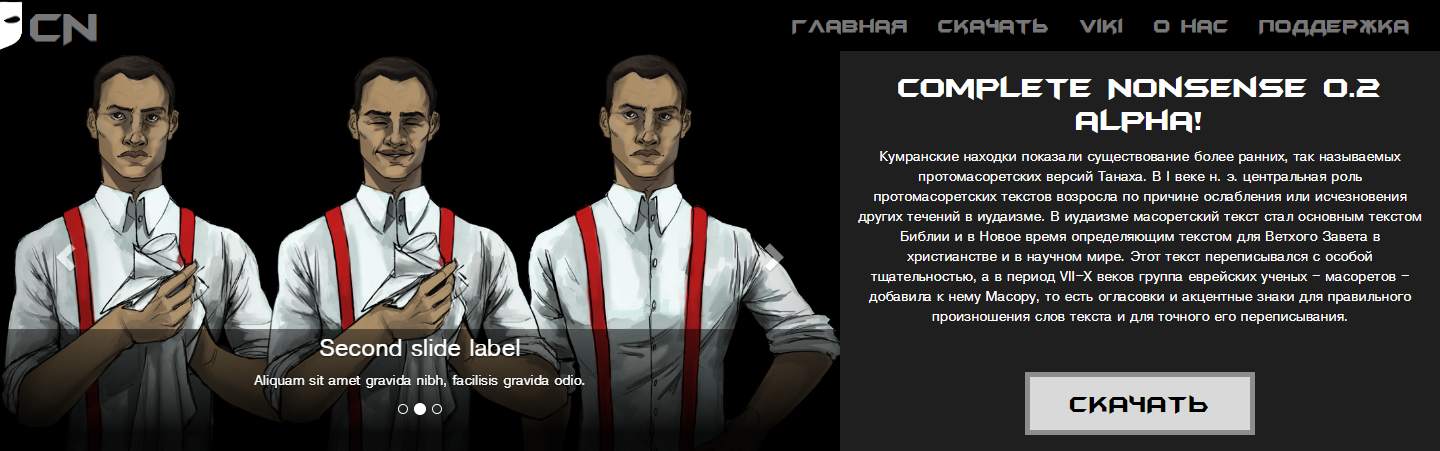 CN
ГЛАВНАЯ СКАЧАТЬ VIKI О НАС ПОДДЕРЖКА
COMPLETE NONSENSE 0.2
ALPHA!
Кумранские находки показали существование более ранних, так называемых
протомасоретских версий Танаха. В I веке н. э. центральная роль
протомасоретских текстов возросла по причине ослабления или исчезновения
других течений в иудаизме. В иудаизме масоретский текст стал основным текстом
Библии и в Новое время определяющим текстом для Ветхого Завета в
христианстве и в научном мире. Этот текст переписывался с особой
тщательностью, а в период VII—X веков группа еврейских ученых – масоретов –
добавила к нему Масору, то есть огласовки и акцентные знаки для правильного
произношения слов текста и для точного его переписывания.
Second slide label
Aliquam sit amet gravida nibh, facilisis gravida odio.
СКАЧАТЬ